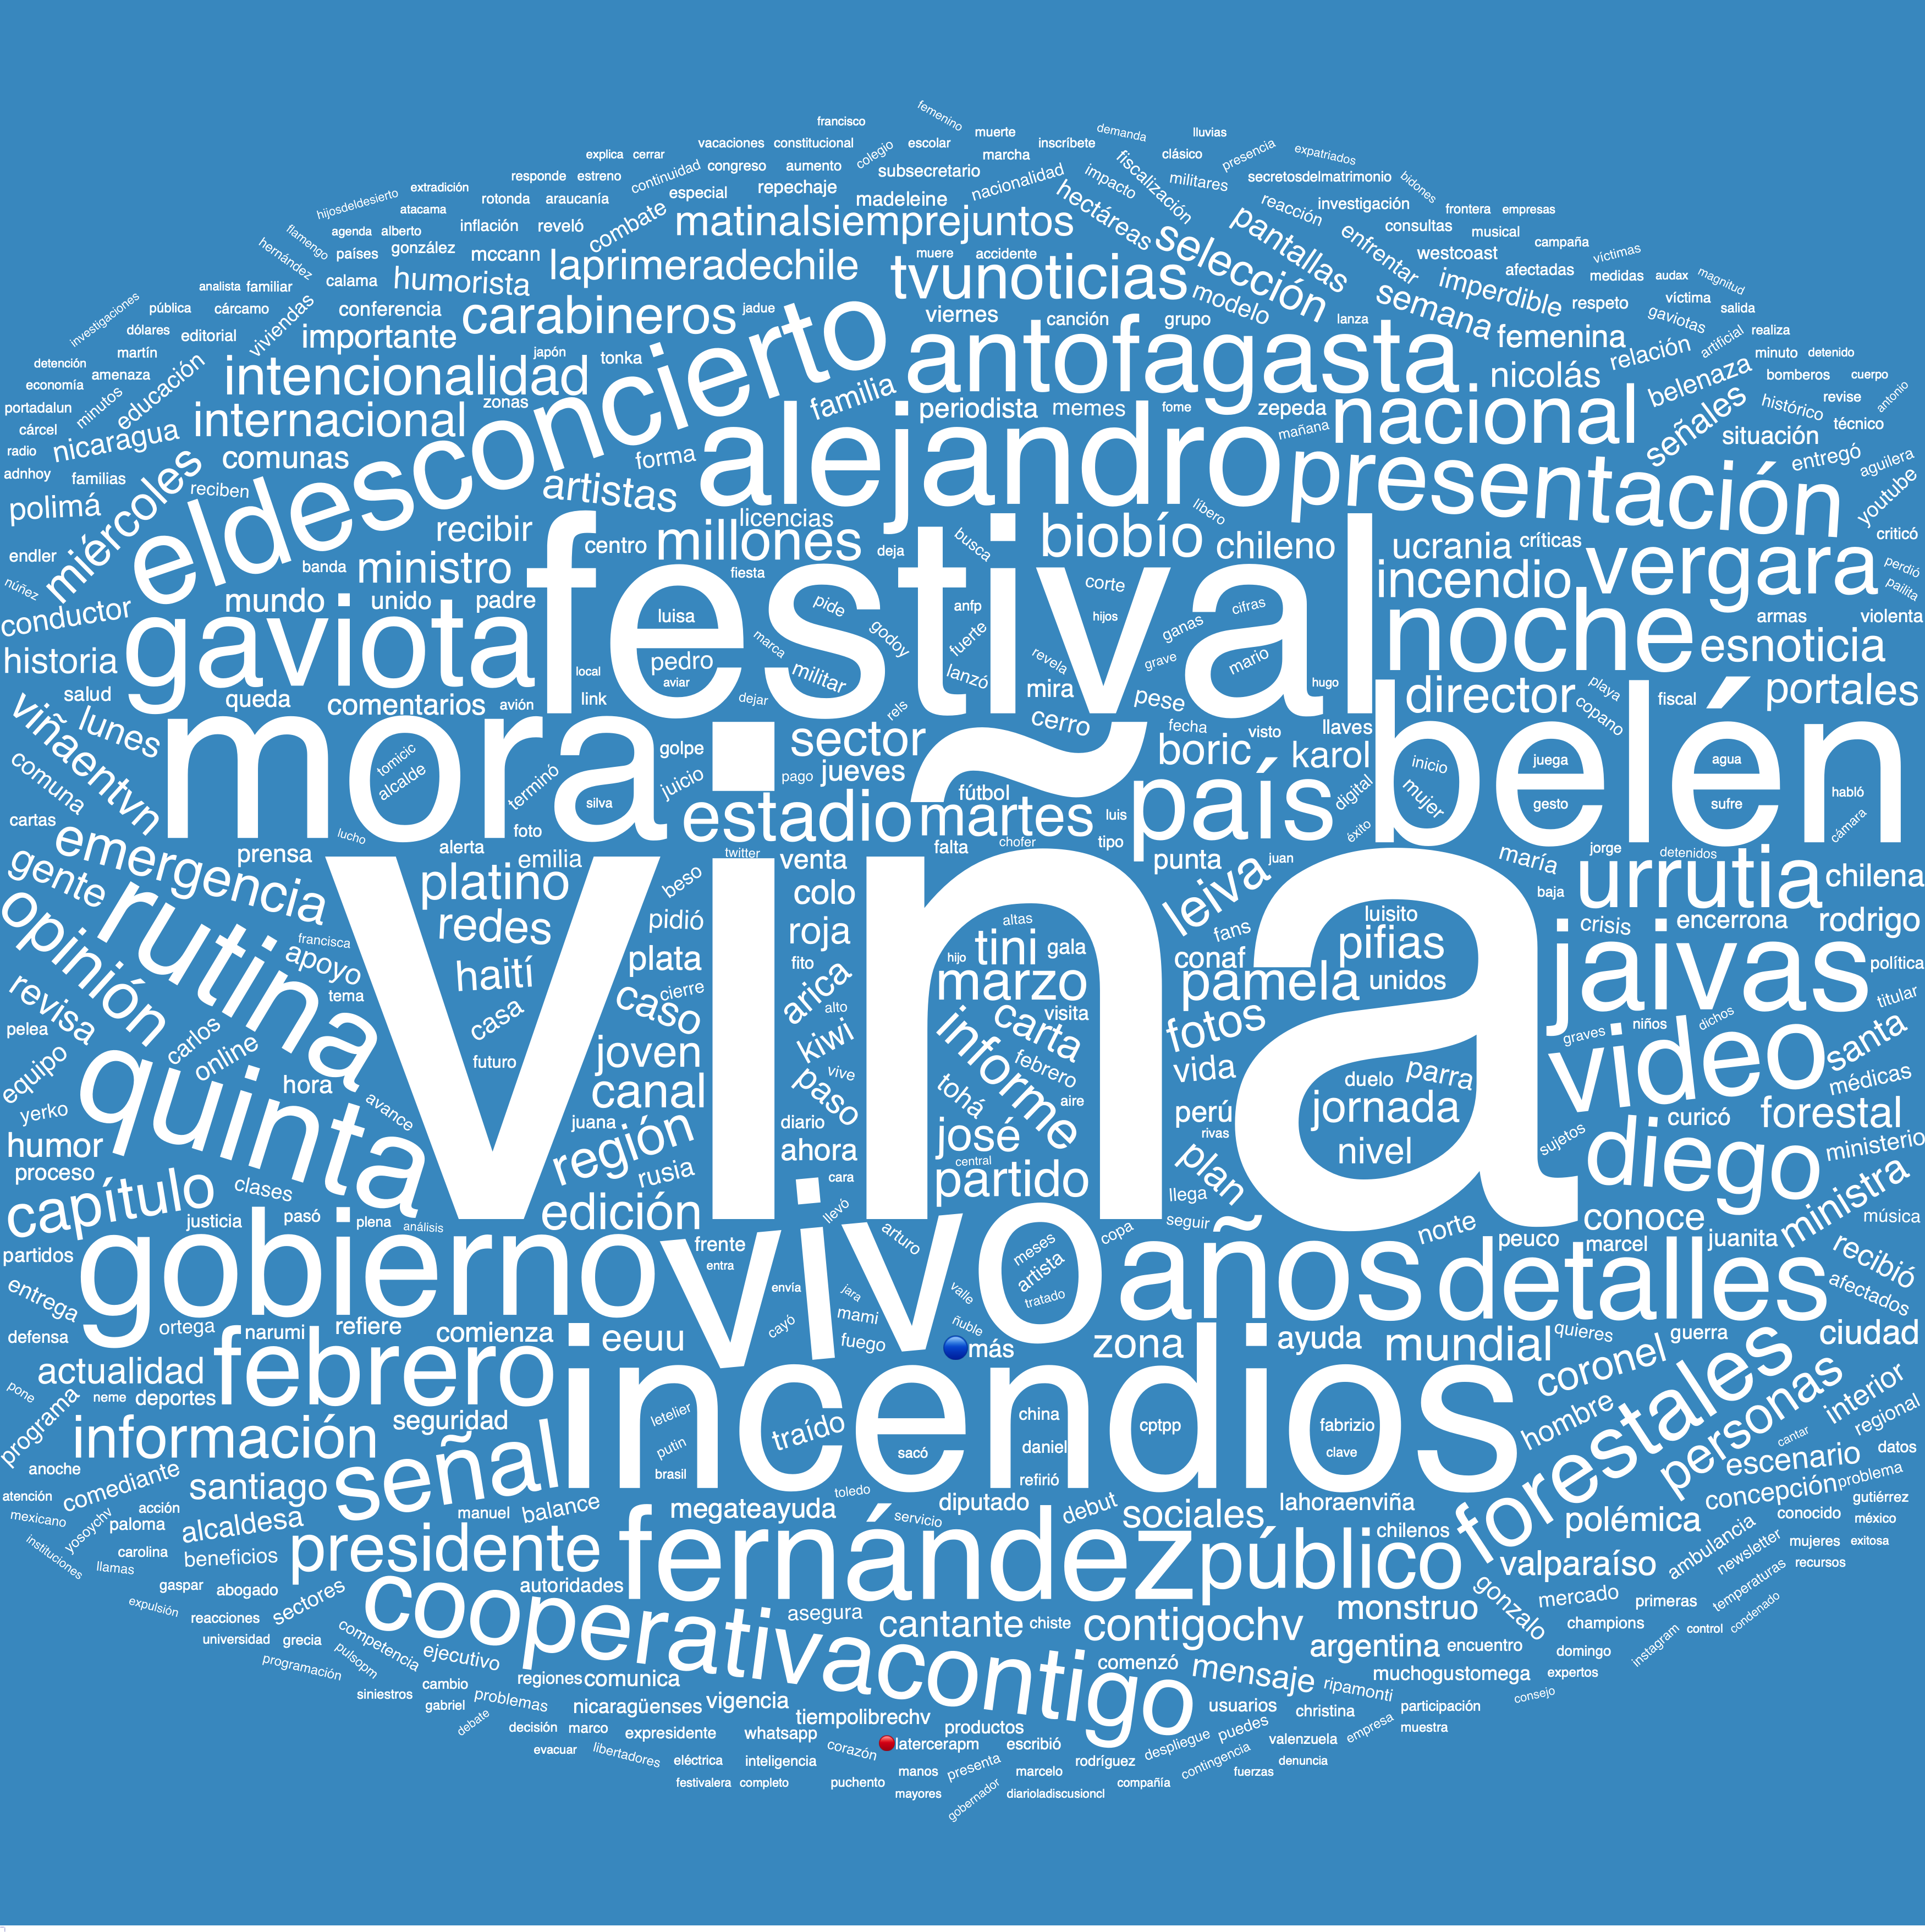 francisco
femenino
muerte
demanda
lluvias
explica
cerrar
vacaciones
constitucional
colegio
escolar
marcha
inscríbete
fiscalización
clásico
presencia
expatriados
responde
estreno
continuidad
congreso
aumento
subsecretario
nacionalidad
impacto
militares
secretosdelmatrimonio
bidones
hijosdeldesierto
extradición
rotonda
araucanía
especial
repechaje
madeleine
hectáreas
reacción
investigación
frontera
empresas
atacama
flamengo
agenda
alberto
inflación
reveló
combate
matinalsiemprejuntos
selección
pantallas
enfrentar
consultas
musical
campaña
hernández
países
gonzález
mccann
laprimeradechile
muere
accidente
tvunoticias
westcoast
afectadas
víctimas
medidas
audax
magnitud
analista
familiar
calama
humorista
modelo
semana
imperdible
respeto
víctima
salida
investigaciones
pública
cárcamo
viviendas
conferencia
carabineros
jadue
viernes
canción
grupo
lanza
gaviotas
dólares
editorial
importante
femenina
relación
artificial
realiza
detención
martín
japón
tonka
eldesconcierto
antofagasta
nicolás
belenaza
minuto
detenido
economía
amenaza
educación
intencionalidad
familia
bomberos
cuerpo
portadalun
minutos
internacional
zonas
periodista
memes
fome
zepeda
nacional
señales
histórico
revise
antonio
cárcel
nicaragua
alejandro
mañana
situación
técnico
radio
adnhoy
familias
comunas
forma
presentación
entregó
aguilera
polimá
miércoles
reciben
artistas
licencias
líbero
youtube
endler
recibir
centro
millones
deja
busca
biobío
chileno
ucrania
críticas
criticó
núñez
banda
ministro
fiesta
festival
corte
incendio
vergara
perdió
pailita
conductor
mundo
unido
padre
luisa
pide
anfp
hijos
cifras
noche
armas
violenta
historia
gaviota
pedro
marca
godoy
fuerte
ganas
esnoticia
local
aviar
militar
lanzó
revela
grave
mario
hugo
salud
queda
comentarios
avión
link
dejar
rels
mira
pese
director
playa
copano
fiscal
portales
viñaentvn
lunes
mora
sector
cerro
fecha
visto
llaves
belén
tomicic
alcalde
golpe
boric
karol
inicio
juega
agua
comuna
terminó
silva
juicio
pago
jueves
fútbol
país
digital
mujer
gesto
sufre
habló
cartas
emergencia
lucho
foto
estadio
martes
luis
éxito
cámara
prensa
alerta
twitter
falta
chofer
tipo
gente
emilia
venta
punta
juan
maría
jorge
detenidos
opinión
rutina
platino
beso
colo
viña
leiva
baja
urrutia
chilena
francisca
redes
pidió
roja
altas
fans
luisito
crisis
encerrona
rodrigo
revisa
apoyo
haití
plata
fito
hijo
tini
gala
conaf
pifias
jaivas
política
tema
caso
cierre
arica
marzo
pamela
unidos
titular
pelea
carlos
casa
alto
informe
carta
visita
fotos
graves
niños
dichos
equipo
online
futuro
joven
kiwi
febrero
video
santa
yerko
quinta
hora
avance
canal
vive
tohá
aire
vida
duelo
parra
médicas
juana
paso
diario
perú
jornada
curicó
forestal
humor
región
ahora
josé
rivas
nivel
sujetos
diego
ministerio
proceso
rusia
cara
central
plan
capítulo
clases
edición
partido
llega
ministra
justicia
pasó
plena
análisis
llevó
copa
seguir
norte
conoce
música
partidos
gobierno
frente
vivo
arturo
meses
años
peuco
marcel
juanita
recibió
entrega
entra
envía
jara
valle
artista
tratado
detalles
afectados
defensa
ortega
narumi
refiere
comienza
eeuu
cayó
mami
fuego
ñuble
más
zona
ayuda
mundial
quieres
guerra
ciudad
actualidad
febrero
incendios
coronel
pone
neme
deportes
letelier
china
cptpp
fabrizio
forestales
hombre
personas
interior
regional
programa
información
seguridad
señal
putin
traído
sacó
daniel
clave
cantar
anoche
brasil
refirió
escenario
datos
atención
comediante
santiago
toledo
concepción
problema
mexicano
yosoychv
acción
manuel
balance
megateayuda
servicio
diputado
debut
sociales
lahoraenviña
gutiérrez
paloma
alcaldesa
chilenos
polémica
conocido
méxico
instituciones
carolina
beneficios
presidente
fernández
público
ambulancia
newsletter
mujeres
exitosa
llamas
gaspar
abogado
autoridades
valparaíso
temperaturas
recursos
expulsión
reacciones
sectores
cooperativa
asegura
cantante
chiste
contigochv
monstruo
gonzalo
mercado
primeras
condenado
universidad
grecia
competencia
ejecutivo
argentina
encuentro
champions
instagram
control
programación
pulsopm
regiones
comunica
contigo
comenzó
mensaje
muchogustomega
domingo
expertos
siniestros
cambio
gabriel
problemas
nicaragüenses
vigencia
usuarios
ripamonti
christina
participación
consejo
debate
decisión
marco
expresidente
whatsapp
tiempolibrechv
productos
puedes
valenzuela
empresa
muestra
evacuar
libertadores
eléctrica
inteligencia
corazón
latercerapm
escribió
rodríguez
despliegue
contingencia
denuncia
festivalera
completo
puchento
manos
presenta
marcelo
compañía
fuerzas
mayores
gobernador
diarioladiscusioncl